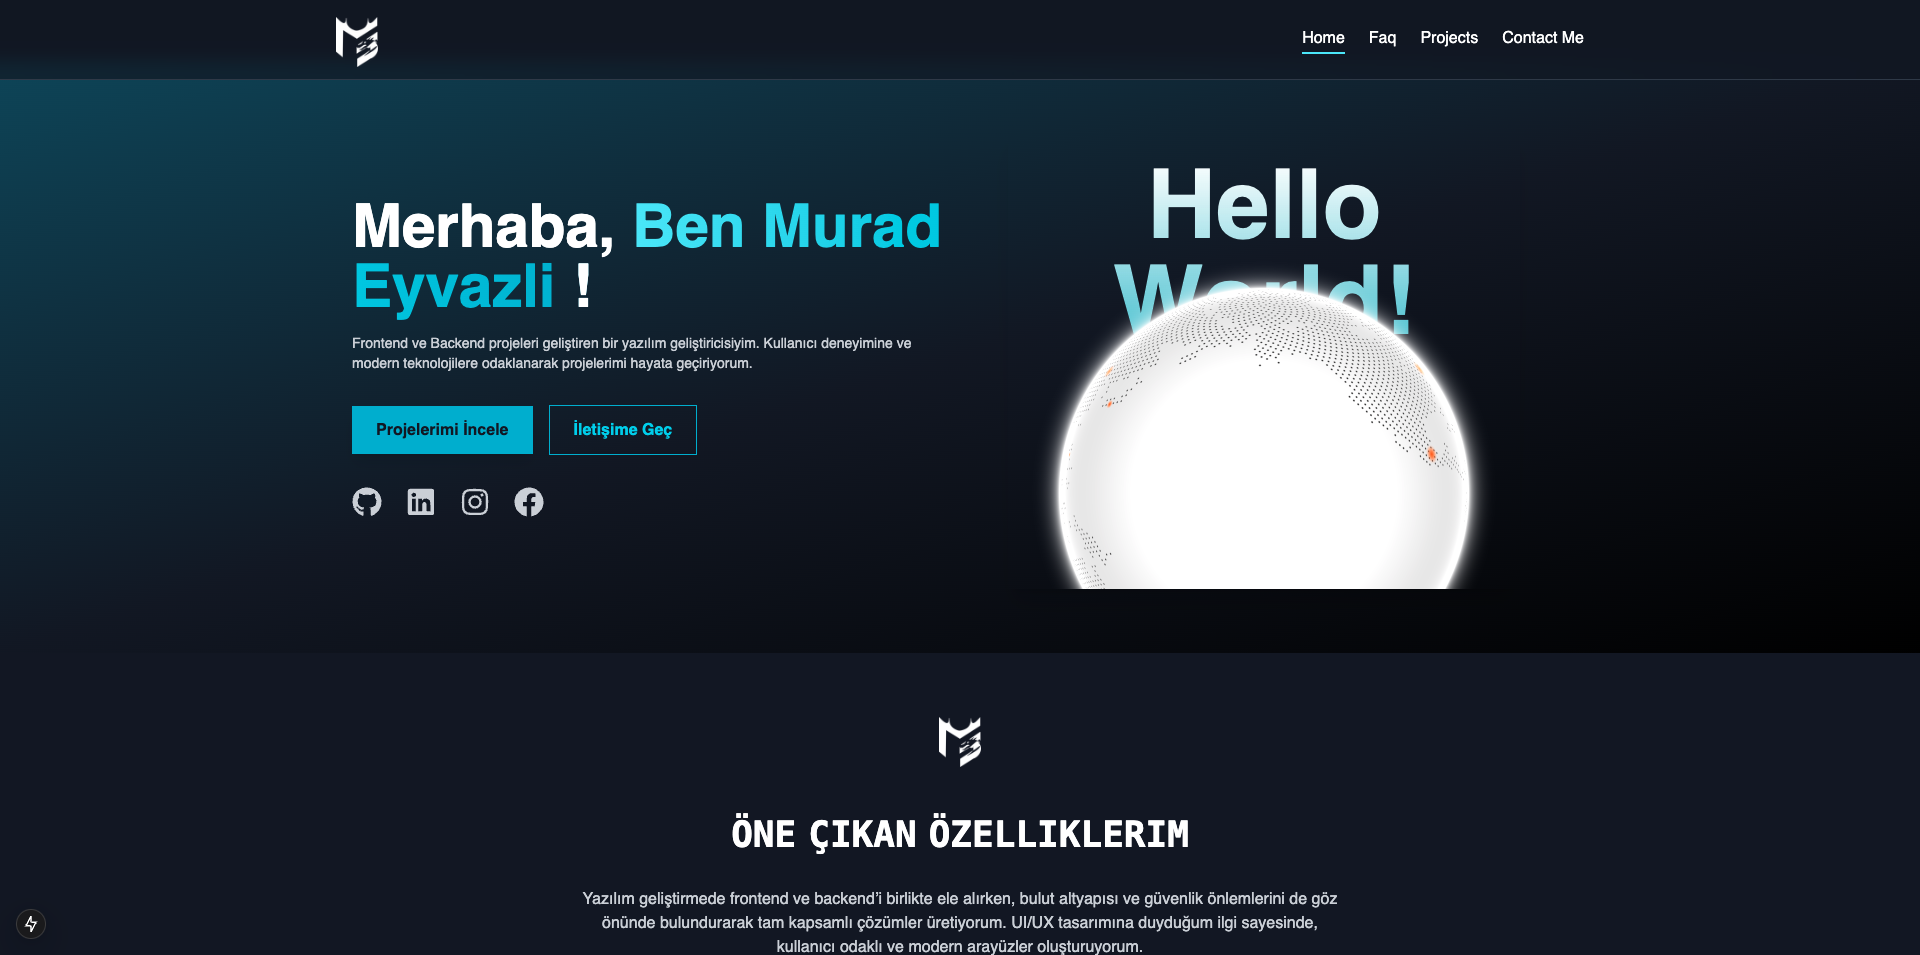 Home Faq Projects Contact Me
Merhaba, Ben Murad
Eyvazli !
Frontend ve Backend projeleri geliştiren bir yazılım geliştiricisiyim. Kullanıcı deneyimine ve
modern teknolojilere odaklanarak projelerimi hayata geçiriyorum.
Projelerimi İncele İletişime Geç
Hello
World!
ÖNE ÇIKAN ÖZELLIKLERIM
Yazılım geliştirmede frontend ve backend’i birlikte ele alırken, bulut altyapısı ve güvenlik önlemlerini de göz
önünde bulundurarak tam kapsamlı çözümler üretiyorum. UI/UX tasarımına duyduğum ilgi sayesinde,
kullanıcı odaklı ve modern arayüzler oluşturuyorum.